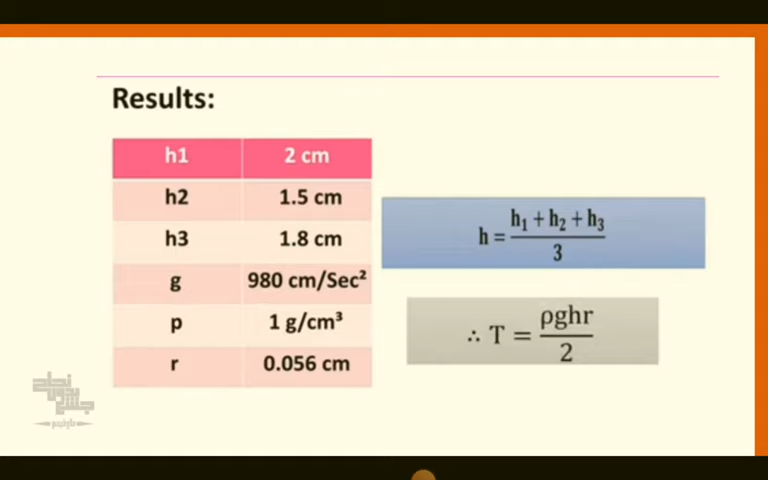 Results:
h1 2 cm
h2 1.5 cm
h3 1.8 cm
g 980 cm/Sec²
p 1 g/cm³
r 0.056 cm
h = (h₁ + h₂ + h₃)/3
∴ T = ρghr/2